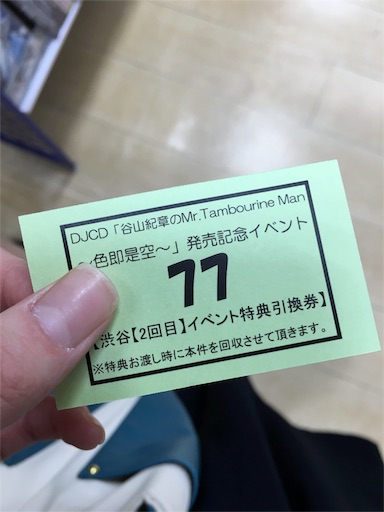 DJCD「谷山紀章のMr.Tambourine Man
～色即是空～」発売記念イベント
77
【渋谷【2回目】イベント特典引換券】
※特典お渡し時に本件を回収させて頂きます。